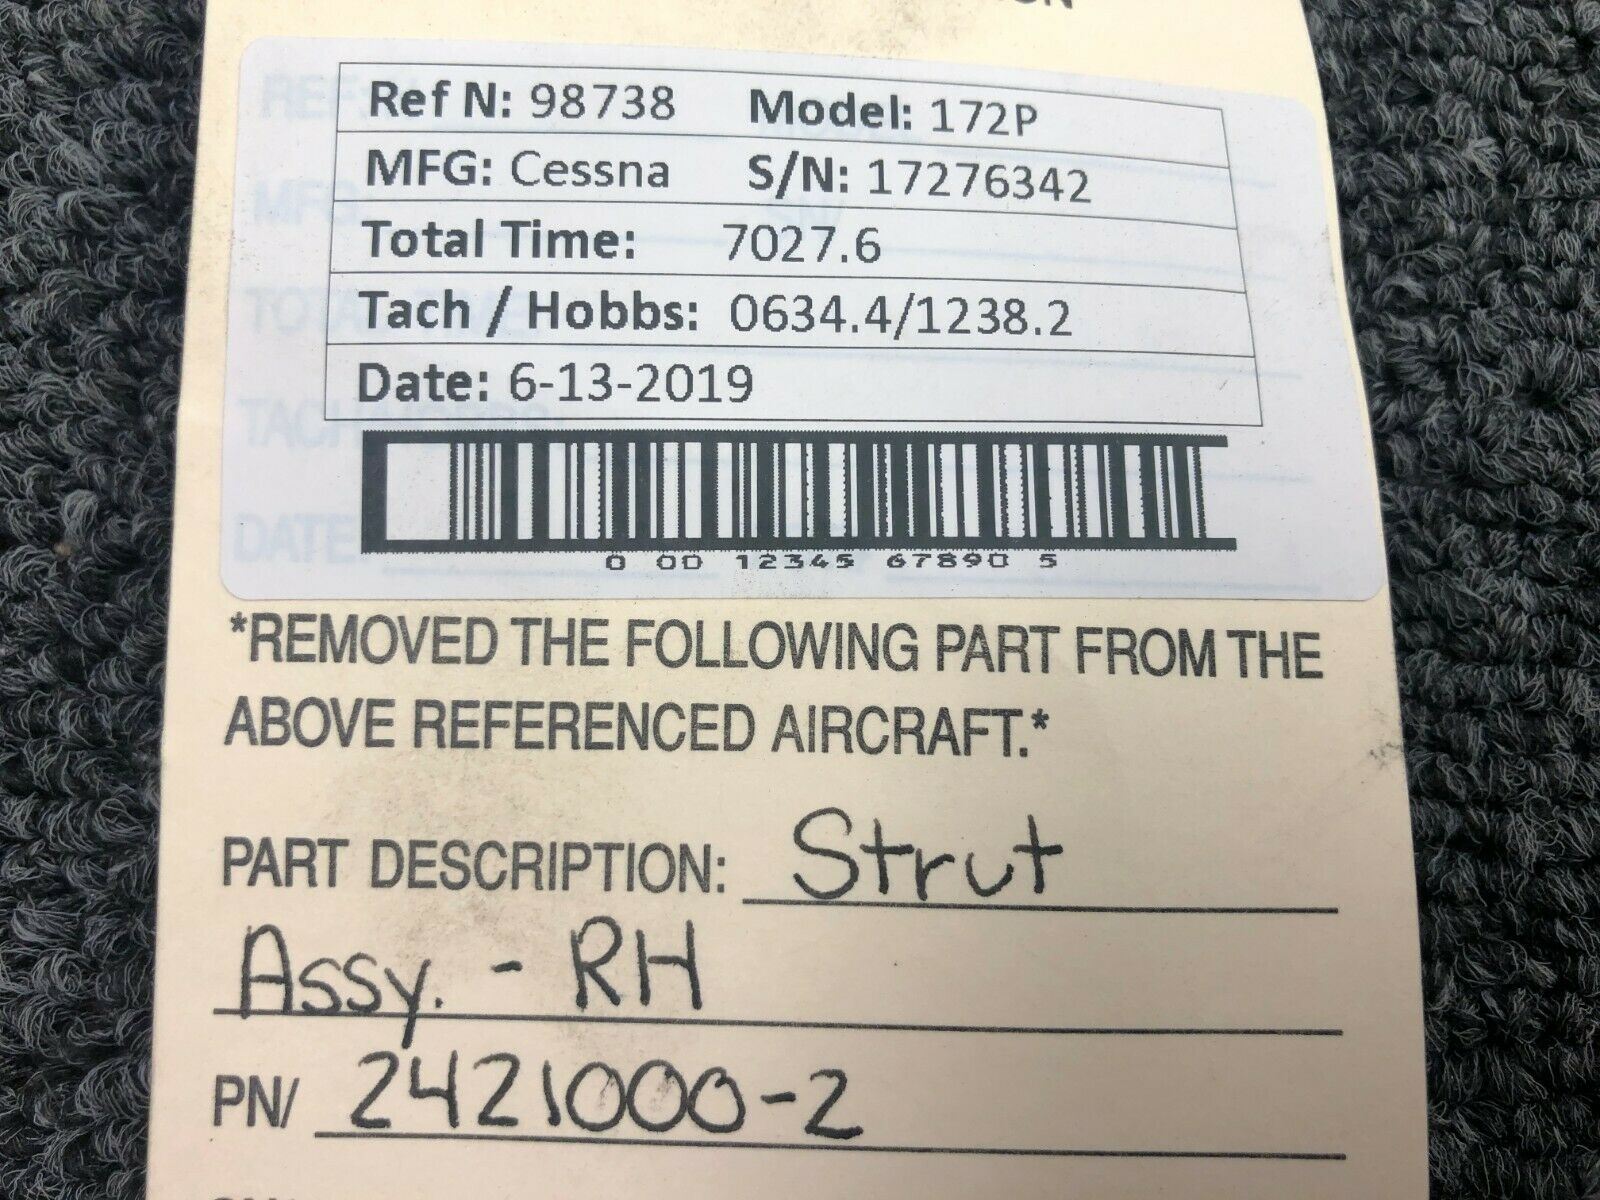 Ref N: 98738 Model: 172P
MFG: Cessna S/N: 17276342
Total Time: 7027.6
Tach / Hobbs: 0634.4/1238.2
Date: 6-13-2019
0 00 12345 67890 5
*REMOVED THE FOLLOWING PART FROM THE
ABOVE REFERENCED AIRCRAFT.*
PART DESCRIPTION: Strut
Assy. - RH
PN/ 2421000-2